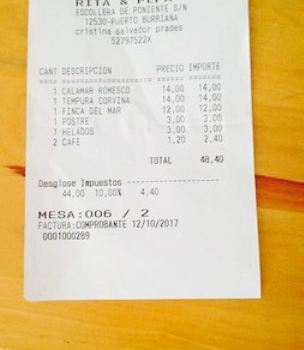 RITA & PEPA
ESCOLLERA DE PONIENTE S/N
12530-PUERTO BURRIANA
cristina salvador prades
52797522X
CANT DESCRIPCION PRECIO IMPORTE
1 CALAMAR ROMESCO 14,00 14,00
1 TEMPURA CORVINA 14,00 14,00
1 FINCA DEL MAR 12,00 12,00
1 POSTRE 3,00 3,00
1 HELADOS 3,00 3,00
2 CAFE 1,20 2,40
TOTAL 48,40
Desglose Impuestos
44,00 10,00% 4,40
MESA:006 / 2
FACTURA:COMPROBANTE 12/10/2017
0001000289